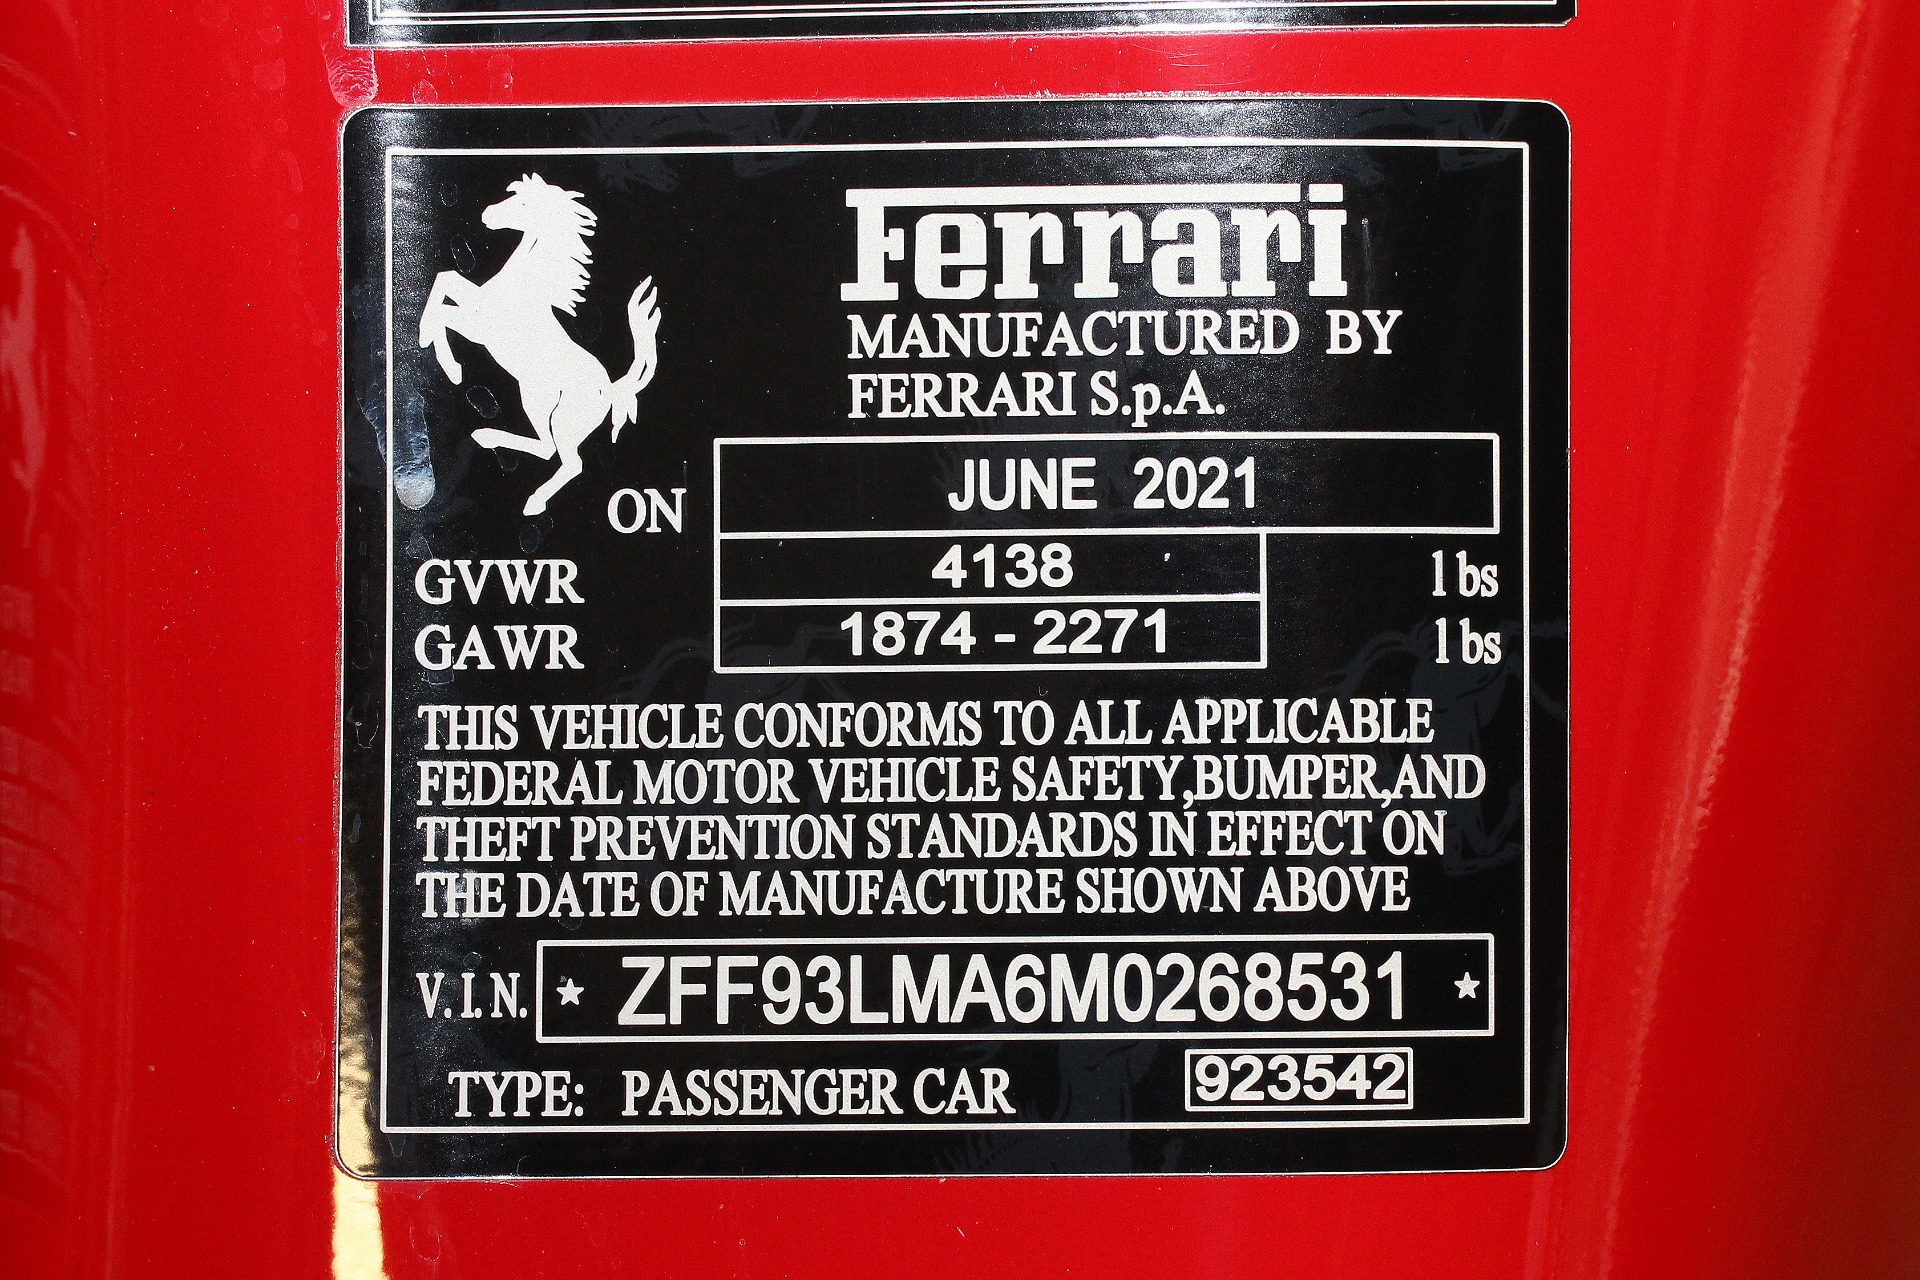 Ferrari
MANUFACTURED BY
FERRARI S.p.A.
ON JUNE 2021
GVWR 4138 lbs
GAWR 1874 - 2271 lbs
THIS VEHICLE CONFORMS TO ALL APPLICABLE
FEDERAL MOTOR VEHICLE SAFETY,BUMPER,AND
THEFT PREVENTION STANDARDS IN EFFECT ON
THE DATE OF MANUFACTURE SHOWN ABOVE
V.I.N. ★ ZFF93LMA6M0268531 ★
TYPE: PASSENGER CAR 923542